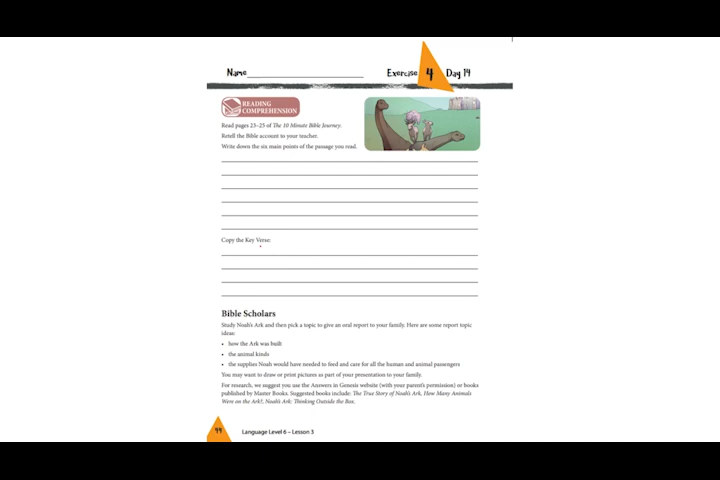 Name
Exercise 4 Day 14
READING
COMPREHENSION
Read pages 23–25 of The 10 Minute Bible Journey.
Retell the Bible account to your teacher.
Write down the six main points of the passage you read.
Copy the Key Verse:
Bible Scholars
Study Noah's Ark and then pick a topic to give an oral report to your family. Here are some report topic
ideas:
• how the Ark was built
• the animal kinds
• the supplies Noah would have needed to feed and care for all the human and animal passengers
You may want to draw or print pictures as part of your presentation to your family.
For research, we suggest you use the Answers in Genesis website (with your parent's permission) or books
published by Master Books. Suggested books include: The True Story of Noah's Ark, How Many Animals
Were on the Ark?, Noah's Ark: Thinking Outside the Box.
44 Language Level 6 – Lesson 3